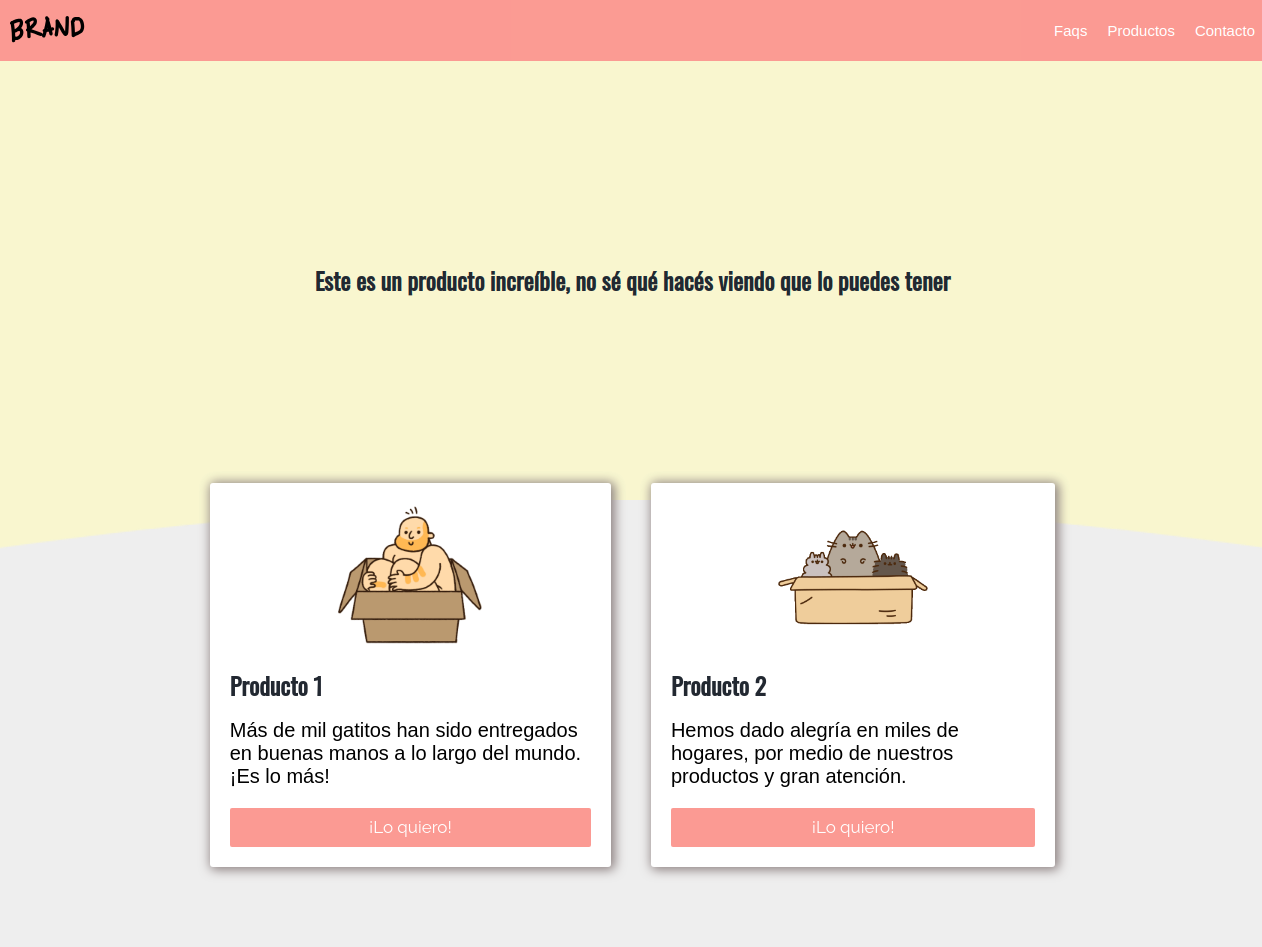 BRAND
Faqs Productos Contacto
Este es un producto increíble, no sé qué hacés viendo que lo puedes tener
Producto 1
Más de mil gatitos han sido entregados
en buenas manos a lo largo del mundo.
¡Es lo más!
¡Lo quiero!
Producto 2
Hemos dado alegría en miles de
hogares, por medio de nuestros
productos y gran atención.
¡Lo quiero!